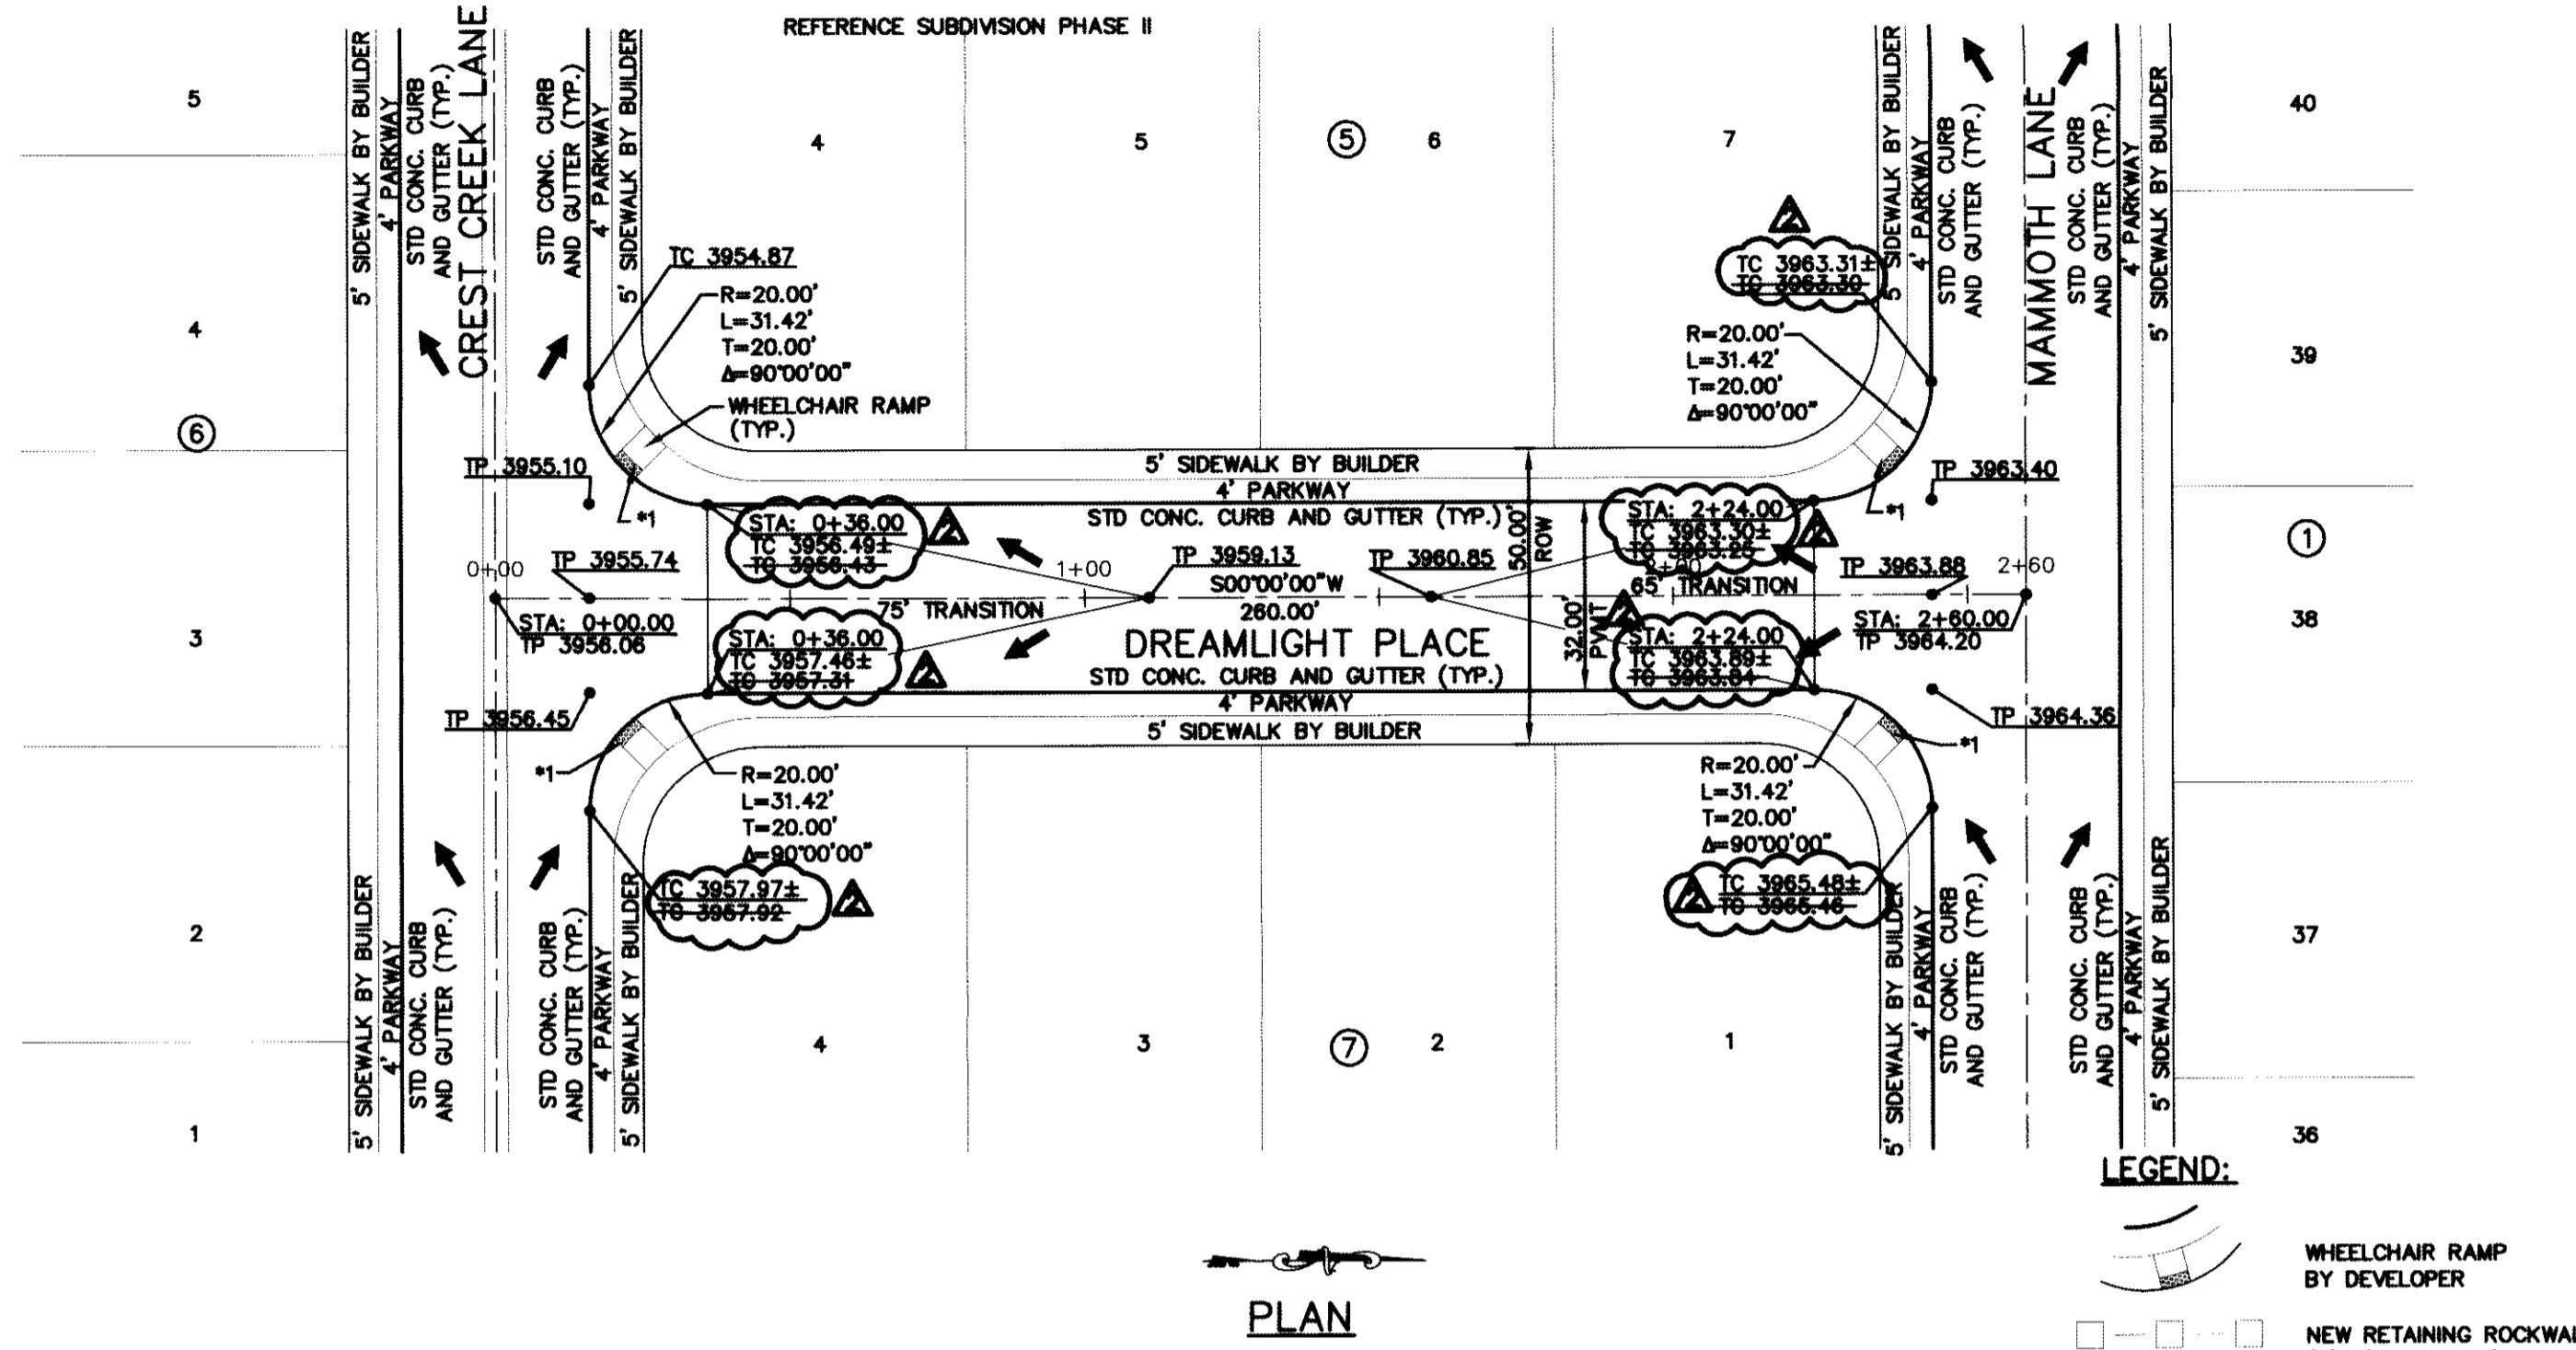 REFERENCE SUBDIVISION PHASE II
CREST CREEK LANE
5' SIDEWALK BY BUILDER
4' PARKWAY
STD CONC. CURB
AND GUTTER (TYP.)
STD CONC. CURB
AND GUTTER (TYP.)
4' PARKWAY
5' SIDEWALK BY BUILDER
5
4
6
3
2
1
4
5
5
6
7
5' SIDEWALK BY BUILDER
4' PARKWAY
STD CONC. CURB
AND GUTTER (TYP.)
MAMMOTH LANE
STD CONC. CURB
AND GUTTER (TYP.)
4' PARKWAY
5' SIDEWALK BY BUILDER
40
39
1
38
37
36
TC 3954.87
R=20.00'
L=31.42'
T=20.00'
Δ=90°00'00"
WHEELCHAIR RAMP
(TYP.)
TP 3955.10
*1
2
TC 3963.31±
TC 3963.30
R=20.00'
L=31.42'
T=20.00'
Δ=90°00'00"
TP 3963.40
*1
5' SIDEWALK BY BUILDER
4' PARKWAY
STD CONC. CURB AND GUTTER (TYP.)
STA: 0+36.00
TC 3956.49±
TC 3956.43
2
STA: 2+24.00
TC 3963.30±
TC 3963.25
2
50.00'
ROW
32.00'
PVMT
0+00
TP 3955.74
1+00
TP 3959.13
S00°00'00"W
260.00'
TP 3960.85
2+00
65' TRANSITION
TP 3963.88
2+60
75' TRANSITION
STA: 0+00.00
TP 3956.06
STA: 2+60.00
TP 3964.20
DREAMLIGHT PLACE
STD CONC. CURB AND GUTTER (TYP.)
4' PARKWAY
5' SIDEWALK BY BUILDER
STA: 0+36.00
TC 3957.46±
TC 3957.31
2
2
STA: 2+24.00
TC 3963.89±
TC 3963.84
TP 3956.45
TP 3964.36
*1
*1
R=20.00'
L=31.42'
T=20.00'
Δ=90°00'00"
TC 3957.97±
TC 3957.92
2
R=20.00'
L=31.42'
T=20.00'
Δ=90°00'00"
2
TC 3965.48±
TC 3965.46
5' SIDEWALK BY BUILDER
4' PARKWAY
STD CONC. CURB
AND GUTTER (TYP.)
STD CONC. CURB
AND GUTTER (TYP.)
4' PARKWAY
5' SIDEWALK BY BUILDER
4
3
7
2
1
5' SIDEWALK BY BUILDER
4' PARKWAY
STD CONC. CURB
AND GUTTER (TYP.)
STD CONC. CURB
AND GUTTER (TYP.)
4' PARKWAY
5' SIDEWALK BY BUILDER
LEGEND:
WHEELCHAIR RAMP
BY DEVELOPER
NEW RETAINING
PLAN